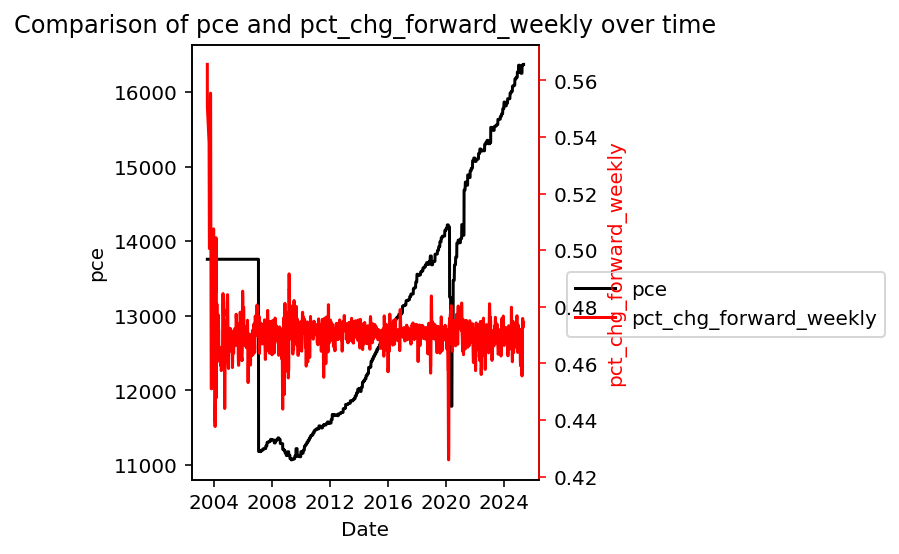 Comparison of pce and pct_chg_forward_weekly over time
pce
16000
15000
14000
13000
12000
11000
0.56
0.54
0.52
0.50
0.48
0.46
0.44
0.42
pct_chg_forward_weekly
pce
pct_chg_forward_weekly
2004 2008 2012 2016 2020 2024
Date